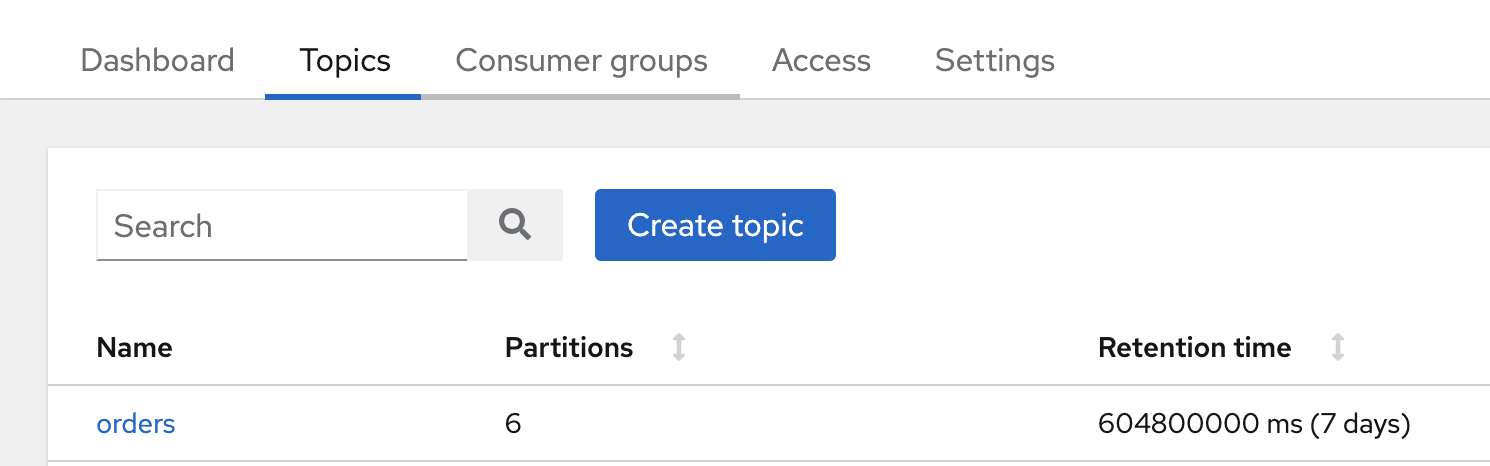 Dashboard Topics Consumer groups Access Settings
Search Create topic
Name Partitions Retention time
orders 6 604800000 ms (7 days)